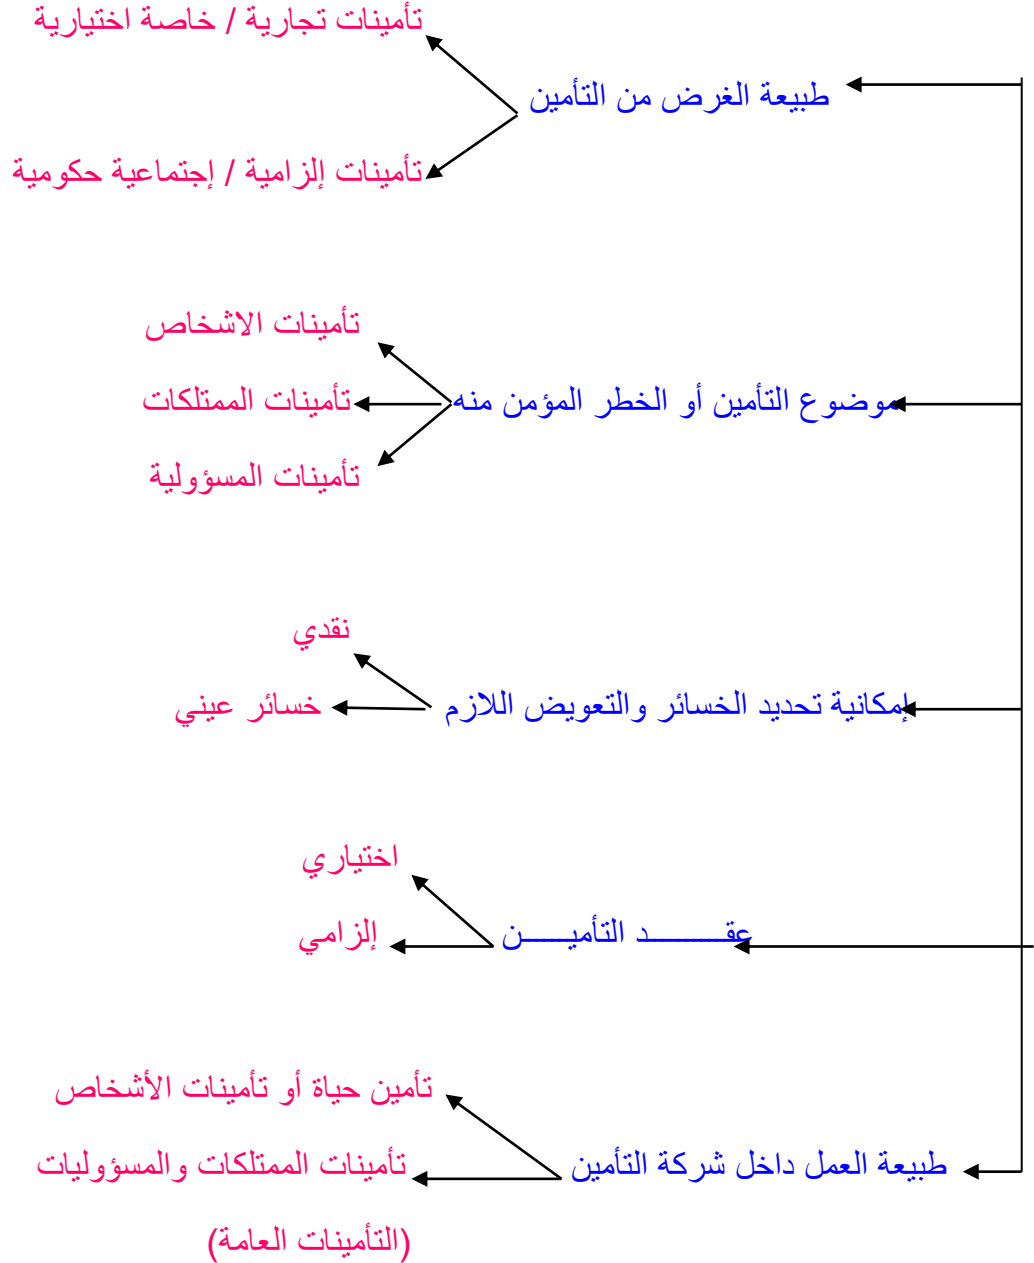 تأمينات تجارية / خاصة اختيارية
طبيعة الغرض من التأمين
تأمينات إلزامية / إجتماعية حكومية
تأمينات الاشخاص
موضوع التأمين أو الخطر المؤمن منه
تأمينات الممتلكات
تأمينات المسؤولية
نقدي
إمكانية تحديد الخسائر والتعويض اللازم
خسائر عيني
اختياري
عقـــــــــد التأميــــــن
إلزامي
تأمين حياة أو تأمينات الأشخاص
طبيعة العمل داخل شركة التأمين
تأمينات الممتلكات والمسؤوليات
(التأمينات العامة)